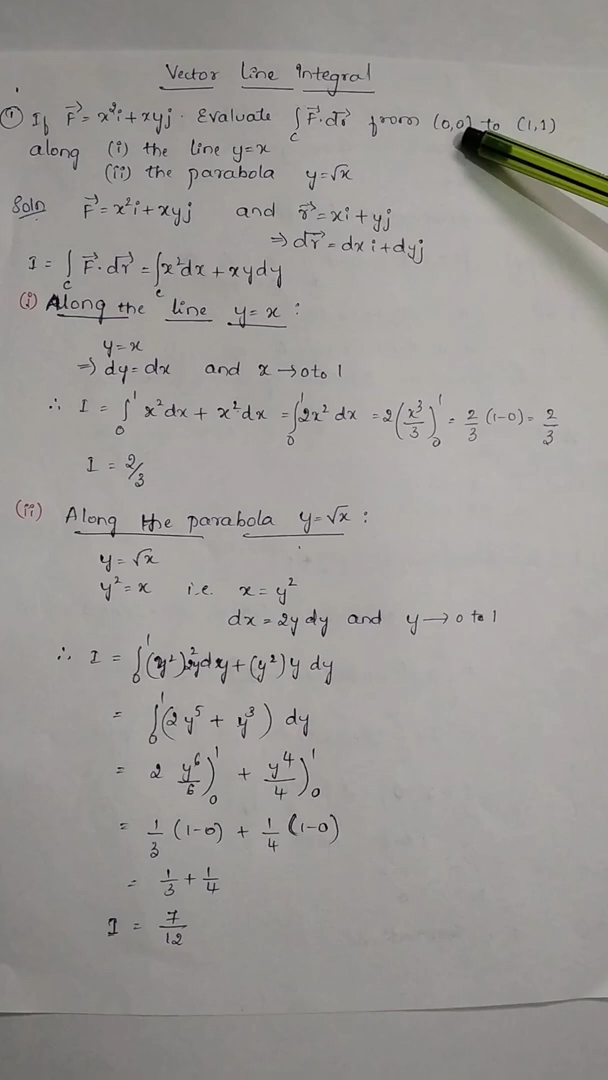 Vector Line Integral
① If F⃗ = x²i + xyj . Evaluate ∫_C F⃗·dr⃗ from (0,0) to (1,1)
along (i) the line y=x
(ii) the parabola y=√x
Soln F⃗ = x²i + xyj and r⃗ = xi + yj
⇒ dr⃗ = dx i + dy j
I = ∫_C F⃗·dr⃗ = ∫_C x²dx + xydy
(i) Along the line y=x :
y=x
⇒ dy=dx and x→0 to 1
∴ I = ∫₀¹ x²dx + x²dx = ∫₀¹ 2x² dx = 2(x³/3)₀¹ = 2/3 (1-0) = 2/3
I = 2/3
(ii) Along the parabola y=√x :
y=√x
y²=x i.e. x=y²
dx = 2y dy and y→0 to 1
∴ I = ∫₀¹ (y²)²2ydy + (y²)y dy
= ∫₀¹ (2y⁵ + y³) dy
= 2 y⁶/6)₀¹ + y⁴/4)₀¹
= 1/3 (1-0) + 1/4 (1-0)
= 1/3 + 1/4
I = 7/12